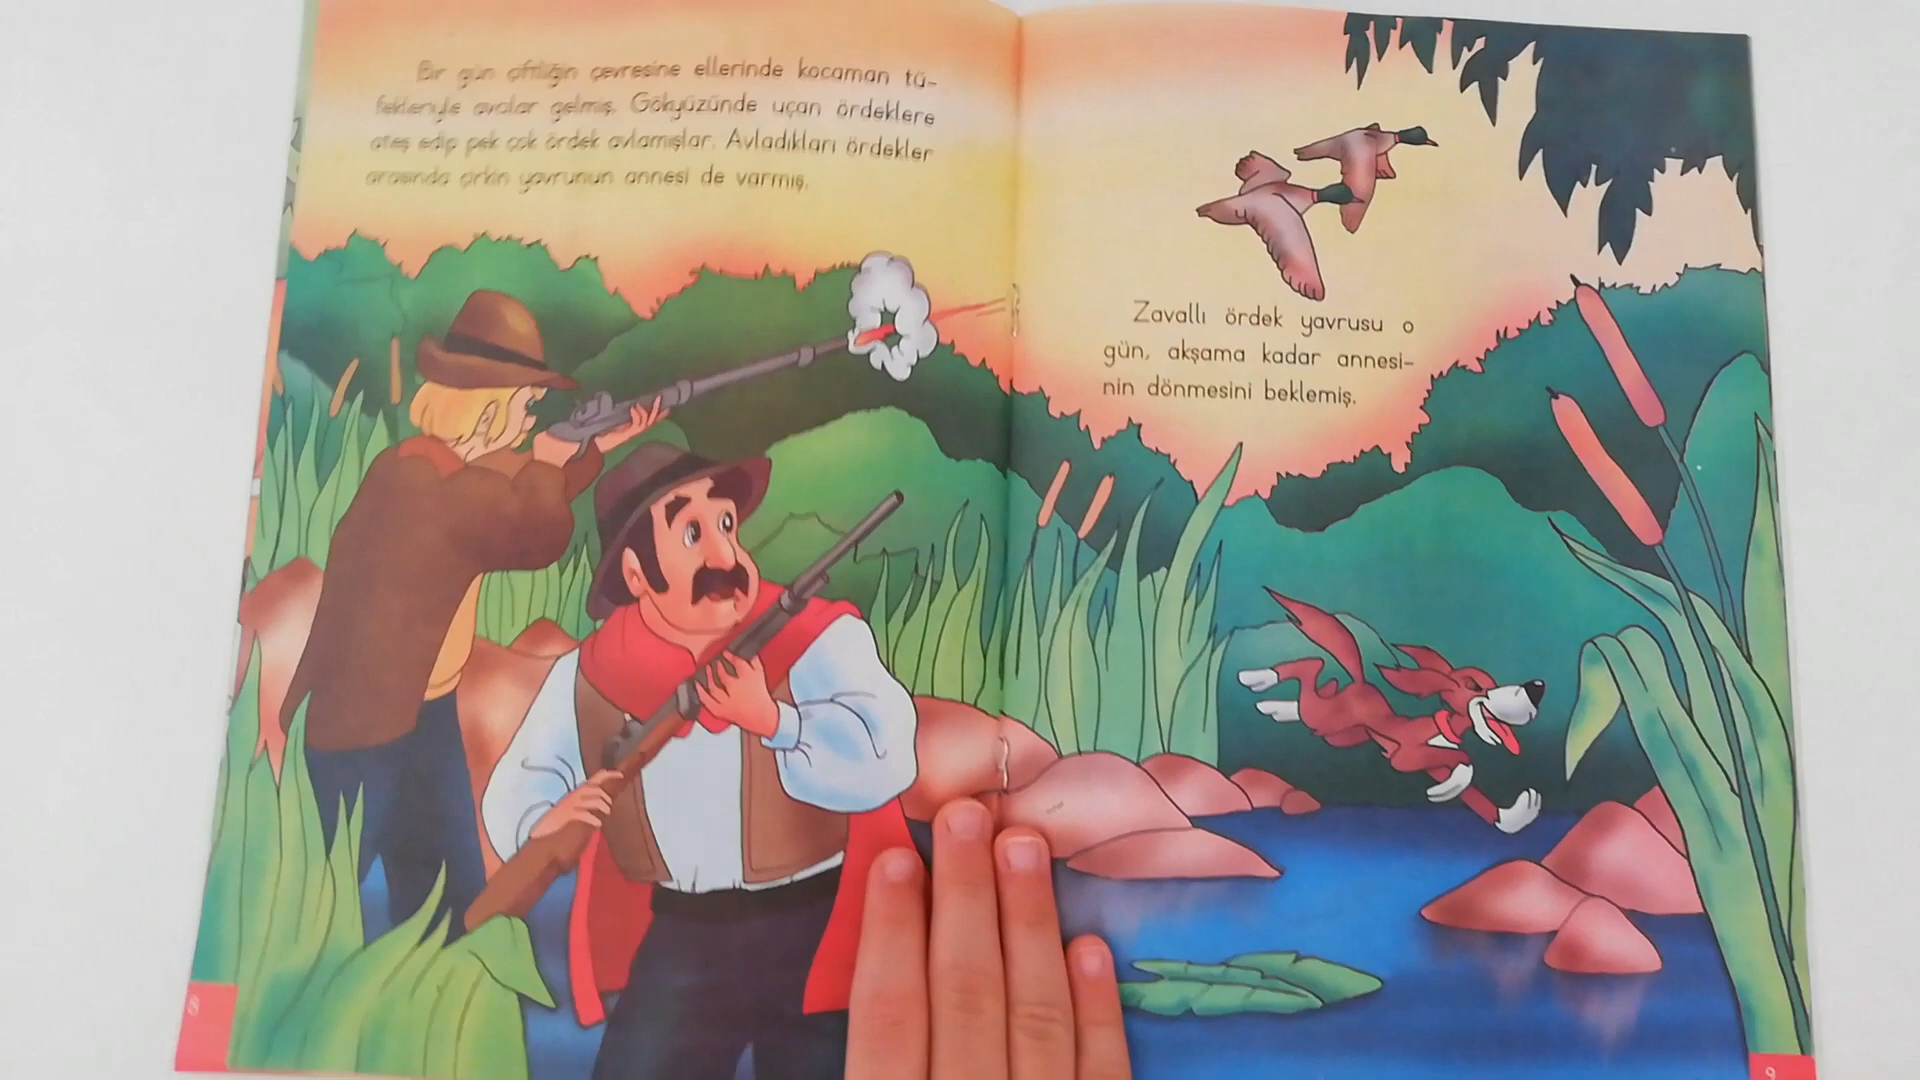 Bir gün çiftliğin çevresine ellerinde kocaman tü-
fekleriyle avcılar gelmiş. Gökyüzünde uçan ördeklere
ateş edip pek çok ördek avlamışlar. Avladıkları ördekler
arasında çirkin yavrunun annesi de varmış.
8
Zavallı ördek yavrusu o
gün, akşama kadar annesi-
nin dönmesini beklemiş.
9